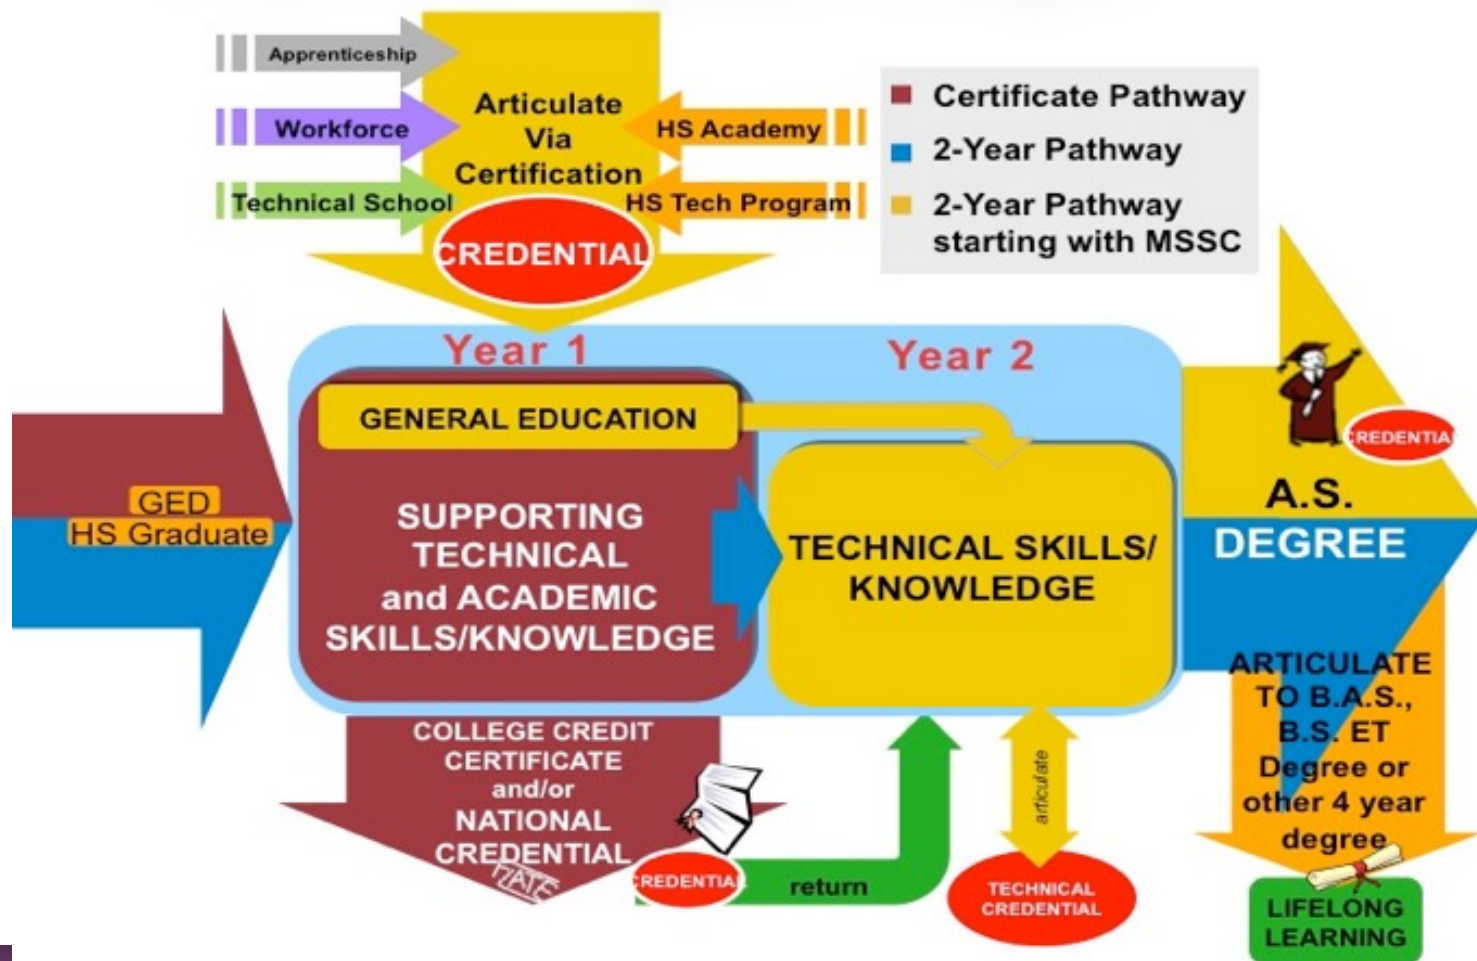 Apprenticeship
Workforce
Technical School
Articulate
Via
Certification
CREDENTIAL
HS Academy
HS Tech Program
Certificate Pathway
2-Year Pathway
2-Year Pathway
starting with MSSC
Year 1
Year 2
GENERAL EDUCATION
GED
HS Graduate
SUPPORTING
TECHNICAL
and ACADEMIC
SKILLS/KNOWLEDGE
TECHNICAL SKILLS/
KNOWLEDGE
CREDENTIAL
A.S.
DEGREE
COLLEGE CREDIT
CERTIFICATE
and/or
NATIONAL
CREDENTIAL
FLATE
CREDENTIAL
return
articulate
TECHNICAL
CREDENTIAL
ARTICULATE
TO B.A.S.,
B.S. ET
Degree or
other 4 year
degree
LIFELONG
LEARNING